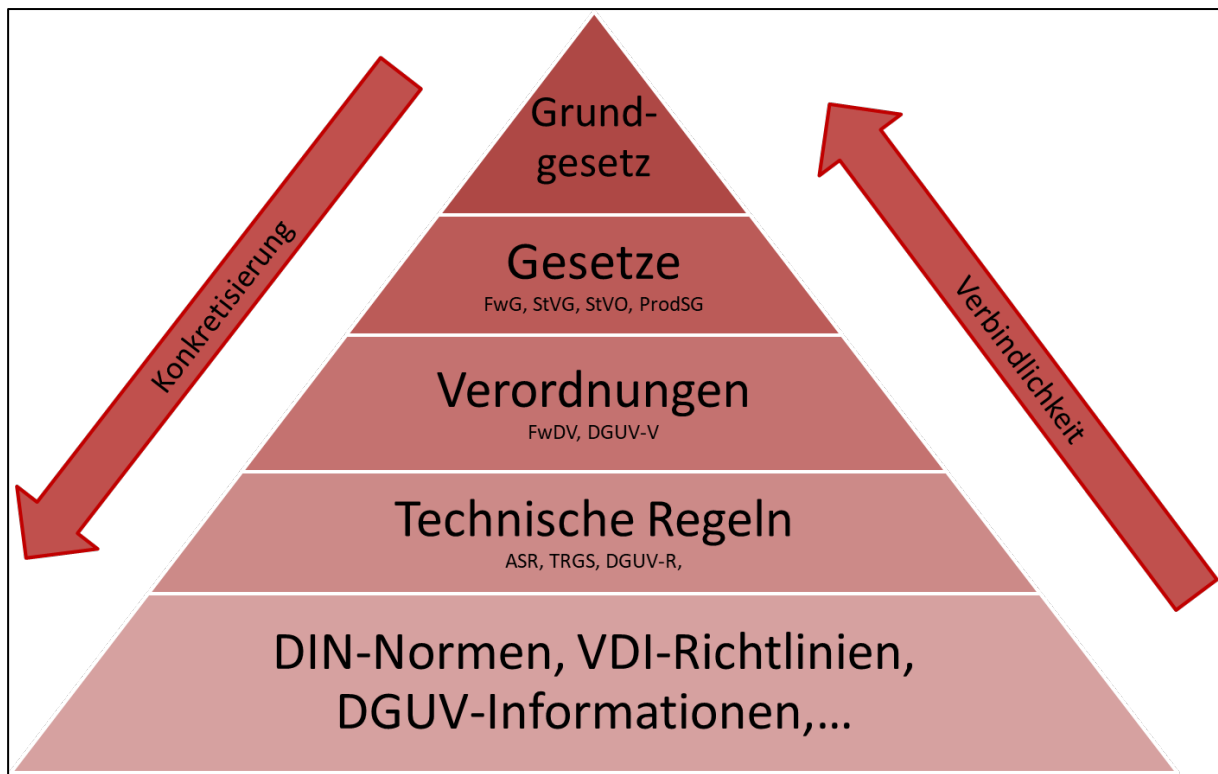 Grund-
gesetz
Gesetze
FwG, StVG, StVO, ProdSG
Verordnungen
FwDV, DGUV-V
Technische Regeln
ASR, TRGS, DGUV-R,
DIN-Normen, VDI-Richtlinien,
DGUV-Informationen,...
Konkretisierung
Verbindlichkeit